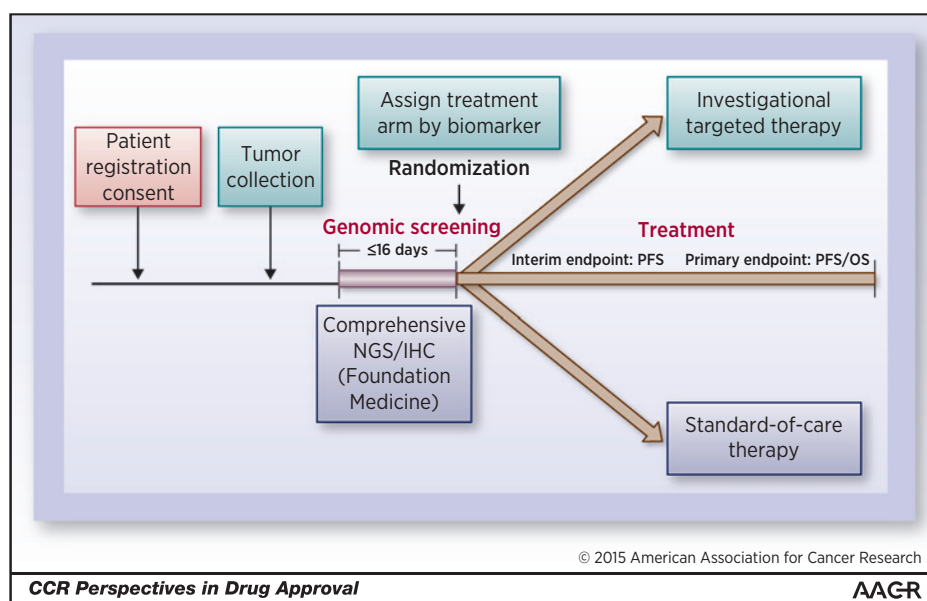 Patient
registration
consent
Tumor
collection
Assign treatment
arm by biomarker
Randomization
Genomic screening
≤16 days
Comprehensive
NGS/IHC
(Foundation
Medicine)
Investigational
targeted therapy
Treatment
Interim endpoint: PFS
Primary endpoint: PFS/OS
Standard-of-care
therapy
© 2015 American Association for Cancer Research
CCR Perspectives in Drug Approval
AACR